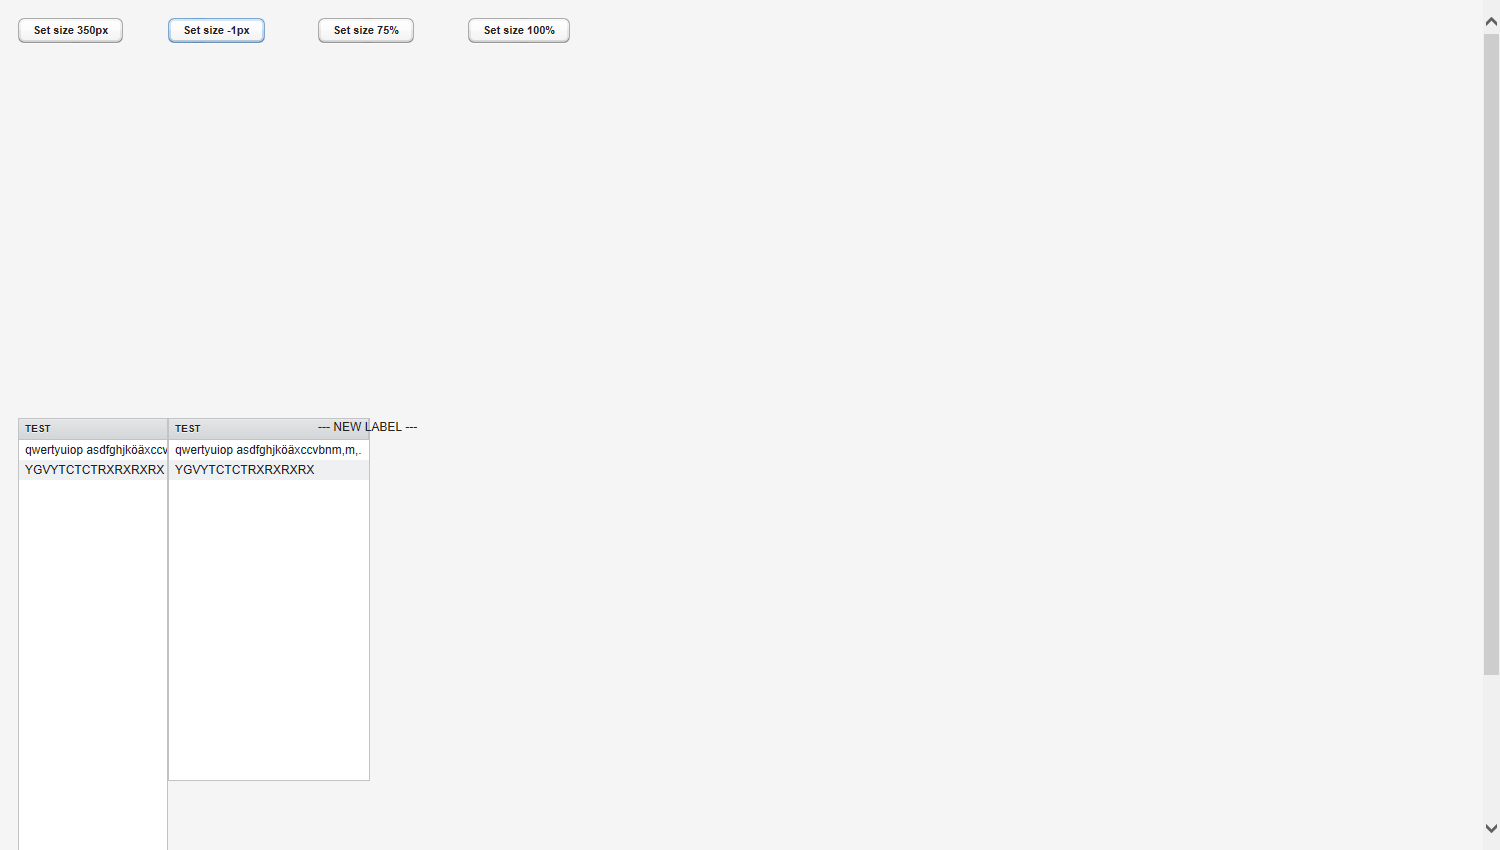 Set size 350px Set size -1px Set size 75% Set size 100%
TEST TEST --- NEW LABEL ---
qwertyuiop asdfghjköäxccv qwertyuiop asdfghjköäxccvbnm,m,.
YGVYTCTCTRXRXRXRX YGVYTCTCTRXRXRXRX